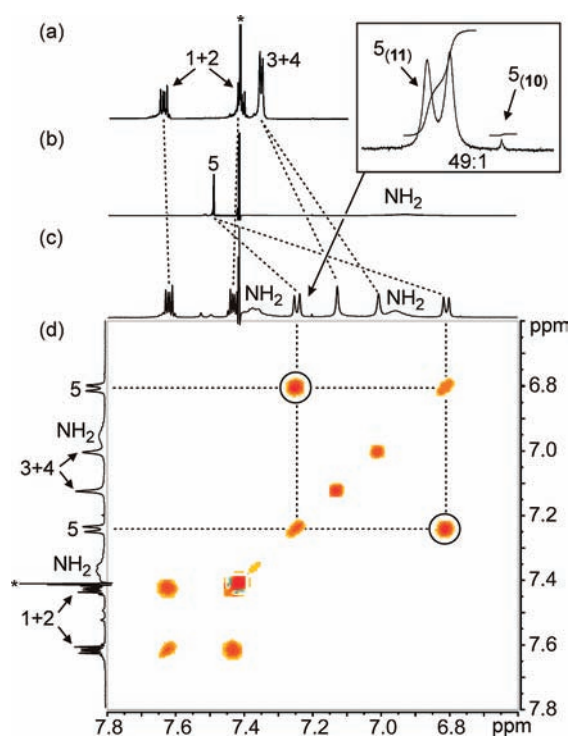 (a)
*
1+2
3+4
5(11)
5(10)
49:1
(b)
5
NH2
(c)
NH2
NH2
(d)
ppm
5
NH2
3+4
5
NH2
*
1+2
6.8
7.0
7.2
7.4
7.6
7.8
7.8 7.6 7.4 7.2 7.0 6.8 ppm